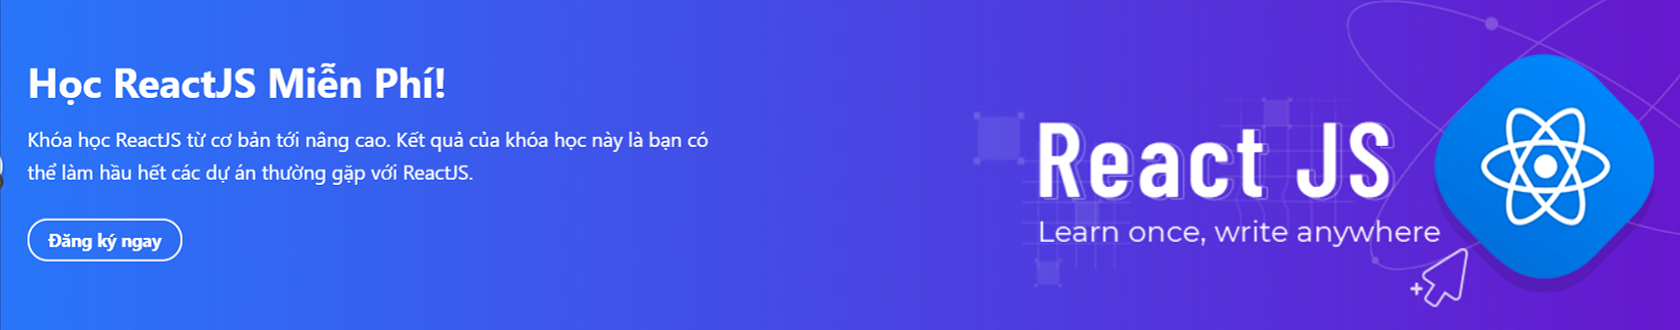 Học ReactJS Miễn Phí!
Khóa học ReactJS từ cơ bản tới nâng cao. Kết quả của khóa học này là bạn có
thể làm hầu hết các dự án thường gặp với ReactJS.
Đăng ký ngay
React JS
Learn once, write anywhere